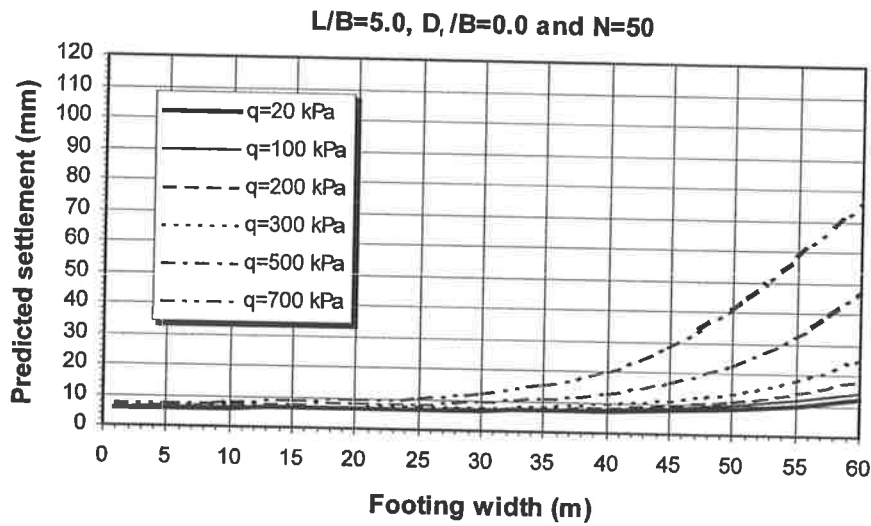 L/B=5.0, Df/B=0.0 and N=50
120
110
100
90
80
70
60
50
40
30
20
10
0
Predicted settlement (mm)
q=20 kPa
q=100 kPa
q=200 kPa
q=300 kPa
q=500 kPa
q=700 kPa
0 5 10 15 20 25 30 35 40 45 50 55 60
Footing width (m)